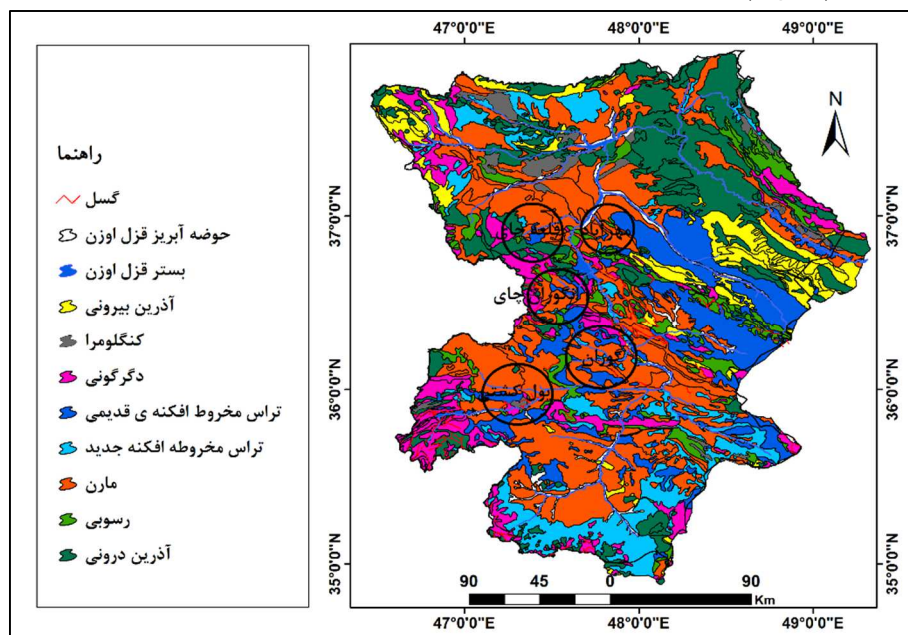 47°0'0"E 48°0'0"E 49°0'0"E
37°0'0"N 36°0'0"N 35°0'0"N
N
راهنما
گسل
حوضه آبریز قزل اوزن
بستر قزل اوزن
آذرین بیرونی
کنگلومرا
دگرگونی
تراس مخروط افکنه ی قدیمی
تراس مخروطه افکنه جدید
مارن
رسوبی
آذرین درونی
قلعه چای
انگوران چای
37°0'0"N 36°0'0"N 35°0'0"N
90 45 0 90
Km
47°0'0"E 48°0'0"E 49°0'0"E